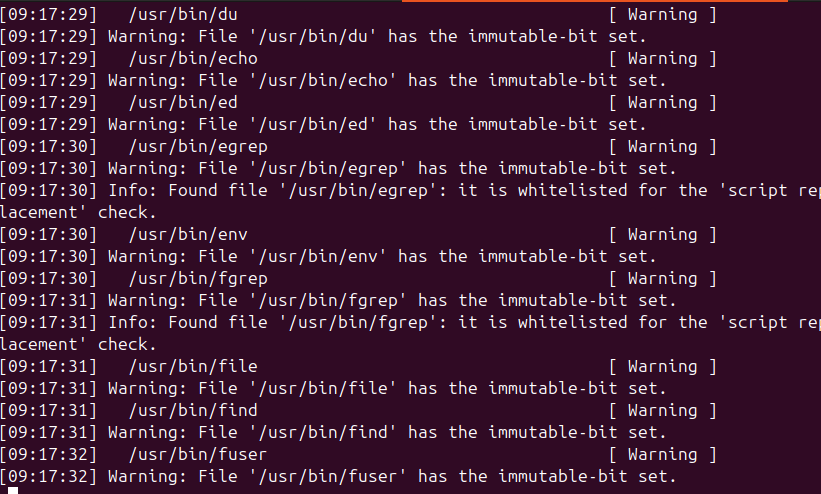 [09:17:29]   /usr/bin/du                                     [ Warning ]
[09:17:29] Warning: File '/usr/bin/du' has the immutable-bit set.
[09:17:29]   /usr/bin/echo                                   [ Warning ]
[09:17:29] Warning: File '/usr/bin/echo' has the immutable-bit set.
[09:17:29]   /usr/bin/ed                                     [ Warning ]
[09:17:29] Warning: File '/usr/bin/ed' has the immutable-bit set.
[09:17:30]   /usr/bin/egrep                                  [ Warning ]
[09:17:30] Warning: File '/usr/bin/egrep' has the immutable-bit set.
[09:17:30] Info: Found file '/usr/bin/egrep': it is whitelisted for the 'script rep
lacement' check.
[09:17:30]   /usr/bin/env                                    [ Warning ]
[09:17:30] Warning: File '/usr/bin/env' has the immutable-bit set.
[09:17:30]   /usr/bin/fgrep                                  [ Warning ]
[09:17:31] Warning: File '/usr/bin/fgrep' has the immutable-bit set.
[09:17:31] Info: Found file '/usr/bin/fgrep': it is whitelisted for the 'script rep
lacement' check.
[09:17:31]   /usr/bin/file                                   [ Warning ]
[09:17:31] Warning: File '/usr/bin/file' has the immutable-bit set.
[09:17:31]   /usr/bin/find                                   [ Warning ]
[09:17:31] Warning: File '/usr/bin/find' has the immutable-bit set.
[09:17:32]   /usr/bin/fuser                                  [ Warning ]
[09:17:32] Warning: File '/usr/bin/fuser' has the immutable-bit set.